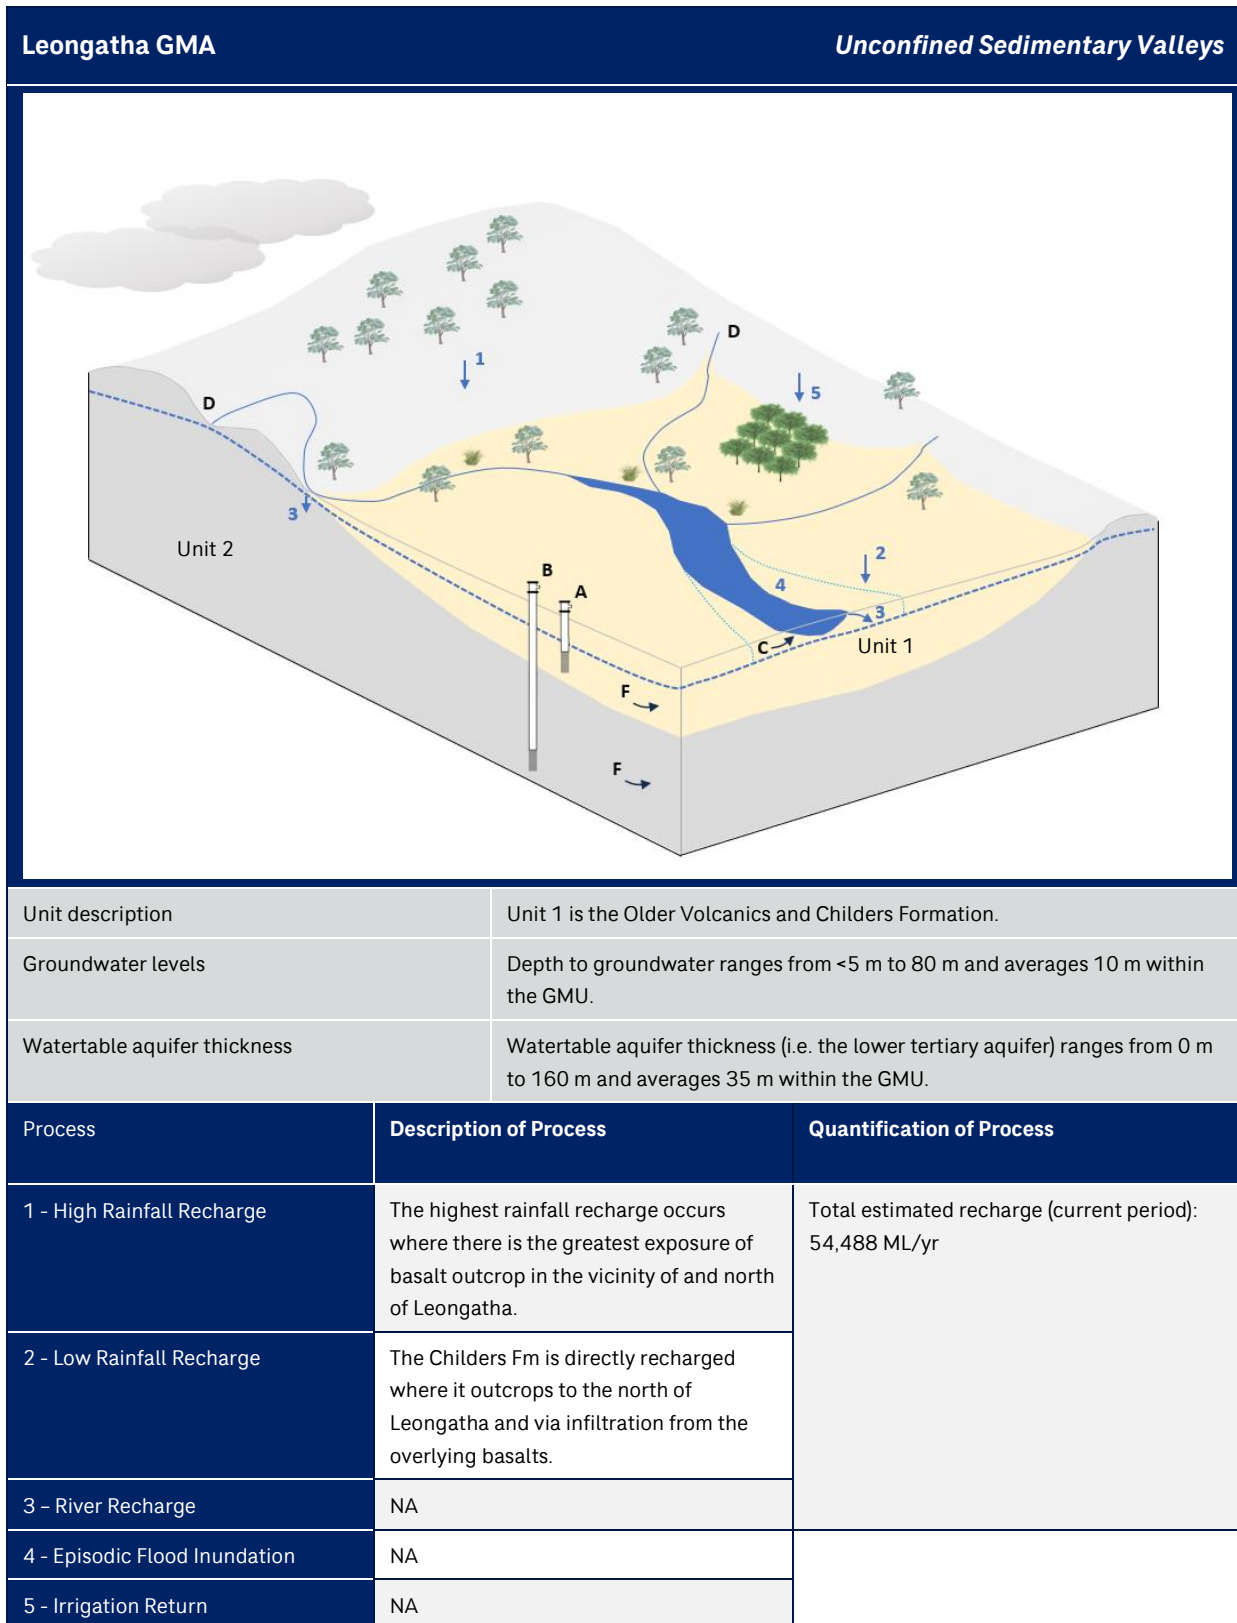 Leongatha GMA
Unconfined Sedimentary Valleys
D
1
5
D
3
Unit 2
B
A
2
4
3
C
Unit 1
F
F
Unit description
Unit 1 is the Older Volcanics and Childers Formation.
Groundwater levels
Depth to groundwater ranges from <5 m to 80 m and averages 10 m within
the GMU.
Watertable aquifer thickness
Watertable aquifer thickness (i.e. the lower tertiary aquifer) ranges from 0 m
to 160 m and averages 35 m within the GMU.
Process
Description of Process
Quantification of Process
1 - High Rainfall Recharge
The highest rainfall recharge occurs
where there is the greatest exposure of
basalt outcrop in the vicinity of and north
of Leongatha.
Total estimated recharge (current period):
54,488 ML/yr
2 - Low Rainfall Recharge
The Childers Fm is directly recharged
where it outcrops to the north of
Leongatha and via infiltration from the
overlying basalts.
3 – River Recharge
NA
4 - Episodic Flood Inundation
NA
5 - Irrigation Return
NA